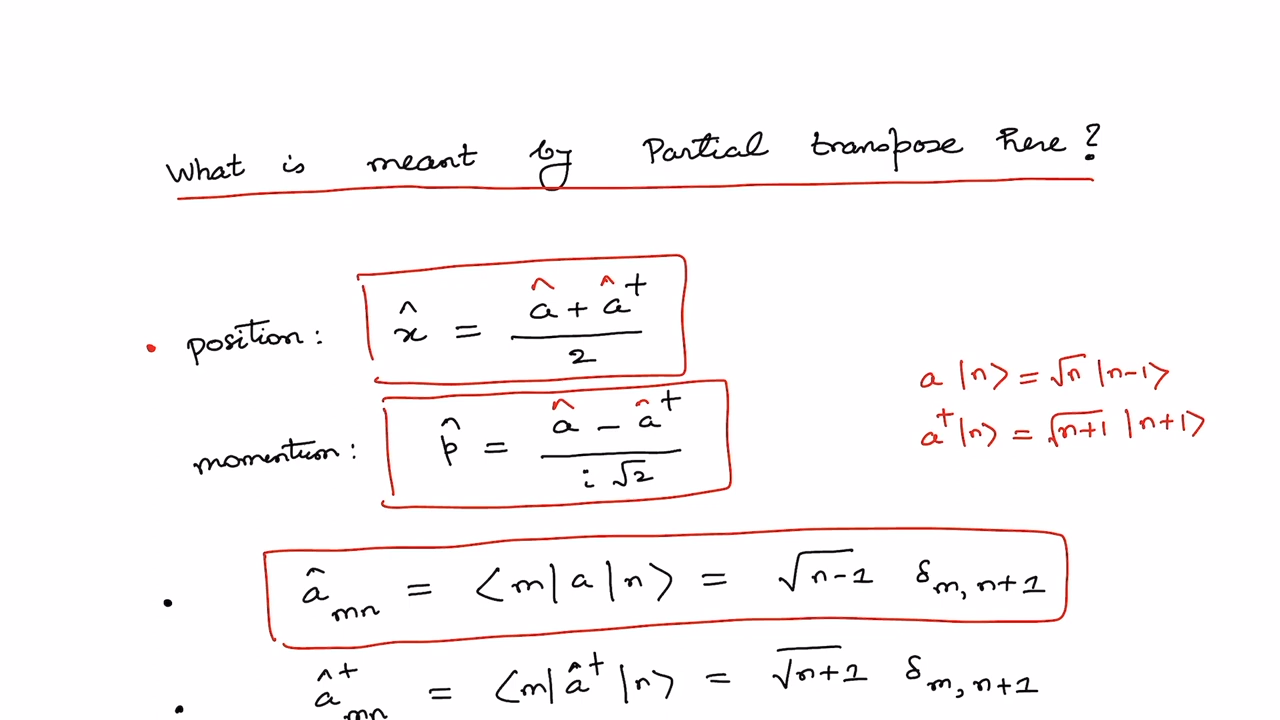 What is meant by Partial transpose here?
• position: x̂ = (â + â†)/2
momentum: p̂ = (â − â†)/(i√2)
a |n⟩ = √n |n-1⟩
a† |n⟩ = √(n+1) |n+1⟩
• â_mn = ⟨m| a |n⟩ = √(n-1) δ_m, n+1
• â†_mn = ⟨m| â† |n⟩ = √(n+1) δ_m, n+1